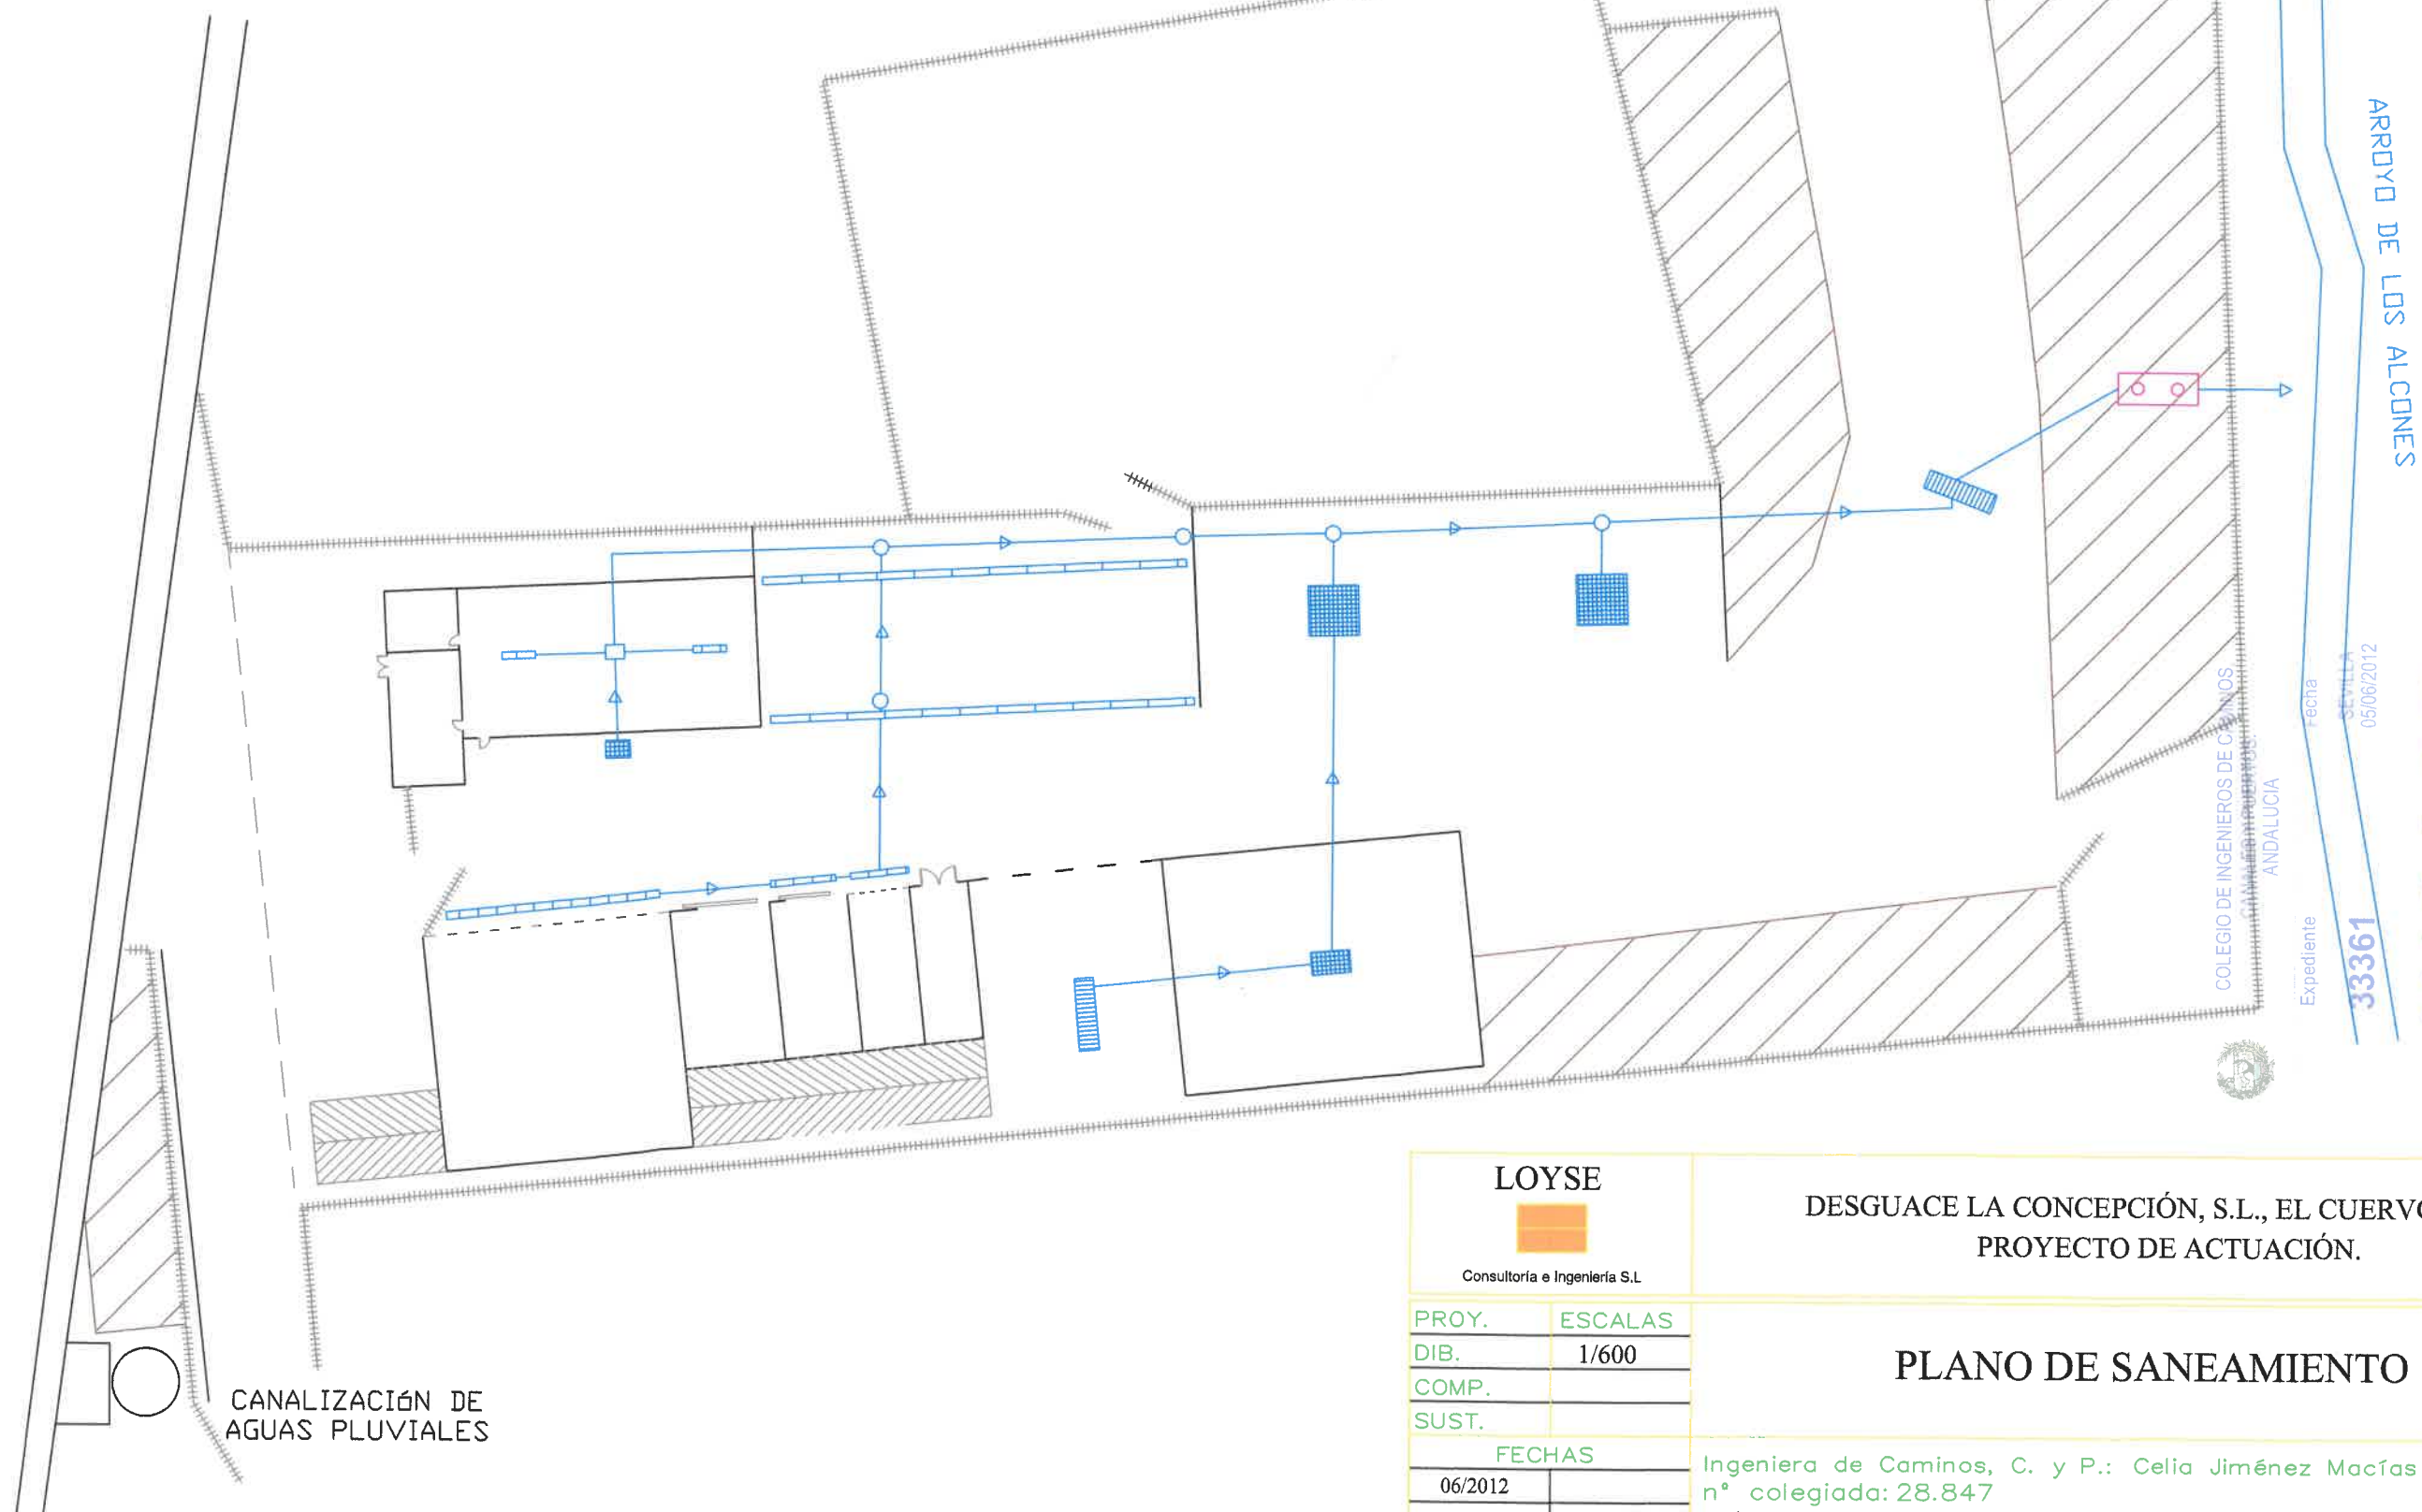 ARROYO DE LOS ALCONES
COLEGIO DE INGENIEROS DE CAMINOS,
ANDALUCIA
Expediente
Fecha
33361
SEVILLA
05/06/2012
CANALIZACIóN DE
AGUAS PLUVIALES
LOYSE
Consultoría e Ingeniería S.L
DESGUACE LA CONCEPCIÓN, S.L., EL CUERVO
PROYECTO DE ACTUACIÓN.
PROY.
ESCALAS
DIB.
1/600
COMP.
SUST.
PLANO DE SANEAMIENTO
FECHAS
06/2012
Ingeniera de Caminos, C. y P.: Celia Jiménez Macías
nº colegiada: 28.847